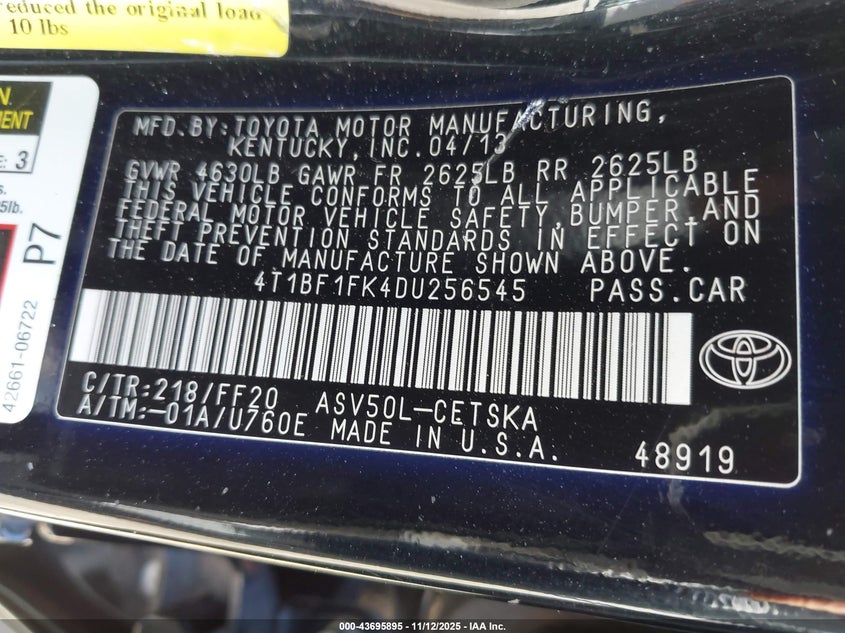 reduced the original load
10 lbs
N.
MENT
E: 3
s.
5lb.
P7
42661-06722
MFD.BY:TOYOTA MOTOR MANUFACTURING,
KENTUCKY,INC.04/13
GVWR 4630LB GAWR FR 2625LB RR 2625LB
THIS VEHICLE CONFORMS TO ALL APPLICABLE
FEDERAL MOTOR VEHICLE SAFETY,BUMPER,AND
THEFT PREVENTION STANDARDS IN EFFECT ON
THE DATE OF MANUFACTURE SHOWN ABOVE.
4T1BF1FK4DU256545 PASS.CAR
C/TR:218/FF20 ASV50L-CETSKA
A/TM:-01A/U760E MADE IN U.S.A.
48919
000-43695895 - 11/12/2025 - IAA Inc.